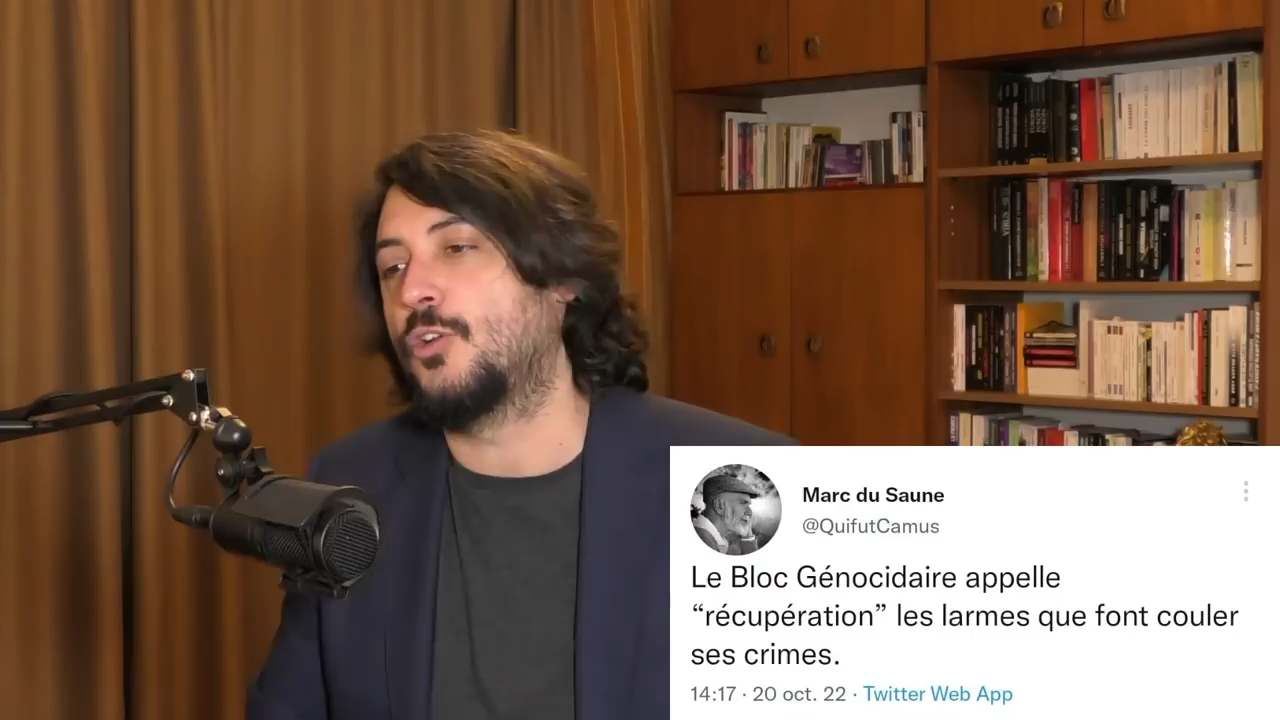 Marc du Saune
@QuifutCamus
Le Bloc Génocidaire appelle
“récupération” les larmes que font couler
ses crimes.
14:17 · 20 oct. 22 · Twitter Web App